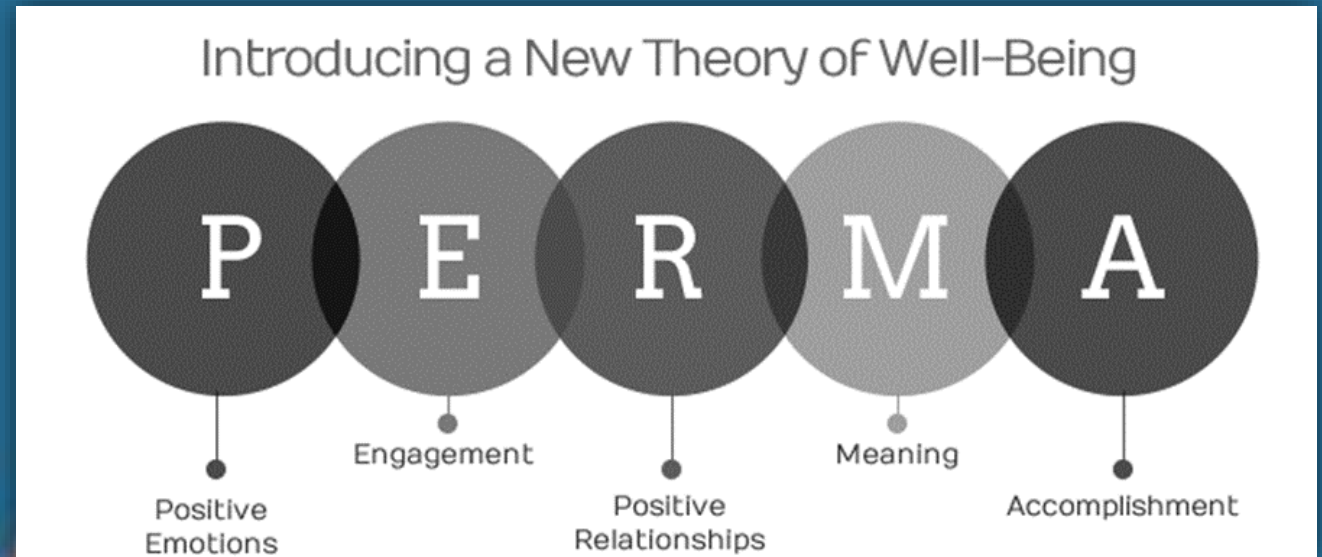 Introducing a New Theory of Well-Being
P E R M A
Engagement
Meaning
Positive
Emotions
Positive
Relationships
Accomplishment